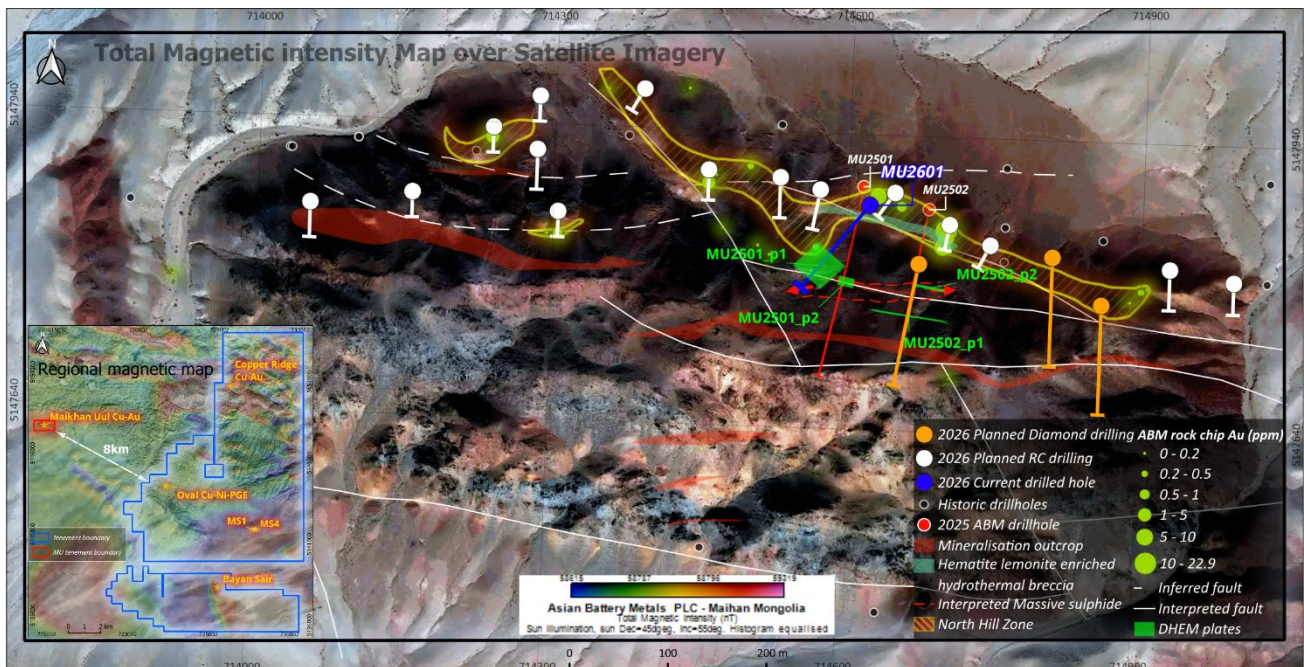 714000
714300
714600
714900
Total Magnetic intensity Map over Satellite Imagery
5147940
5147940
MU2501
MU2601
MU2502
MU2501_p1
MU2502_p2
MU2501_p2
MU2502_p1
5147640
5147640
Regional magnetic map
Copper Ridge
Cu-Au
Maikhan Uul Cu-Au
8km
Oval Cu-Ni-PGE
MS1
MS4
Tenement boundary
MU tenement boundary
Bayan Sair
0 1 2 km
2026 Planned Diamond drilling
2026 Planned RC drilling
2026 Current drilled hole
Historic drillholes
2025 ABM drillhole
Mineralisation outcrop
Hematite lemonite enriched
hydrothermal breccia
Interpreted Massive sulphide
North Hill Zone
ABM rock chip Au (ppm)
0 - 0.2
0.2 - 0.5
0.5 - 1
1 - 5
5 - 10
10 - 22.9
Inferred fault
Interpreted fault
DHEM plates
58615 58787 58796 59319
Asian Battery Metals PLC - Maihan Mongolia
Total Magnetic Intensity (nT)
Sun Illumination, sun Dec=45dgeg, Inc=55deg. Histogram equalised
0 100 200 m
714000
714300
714600
714900